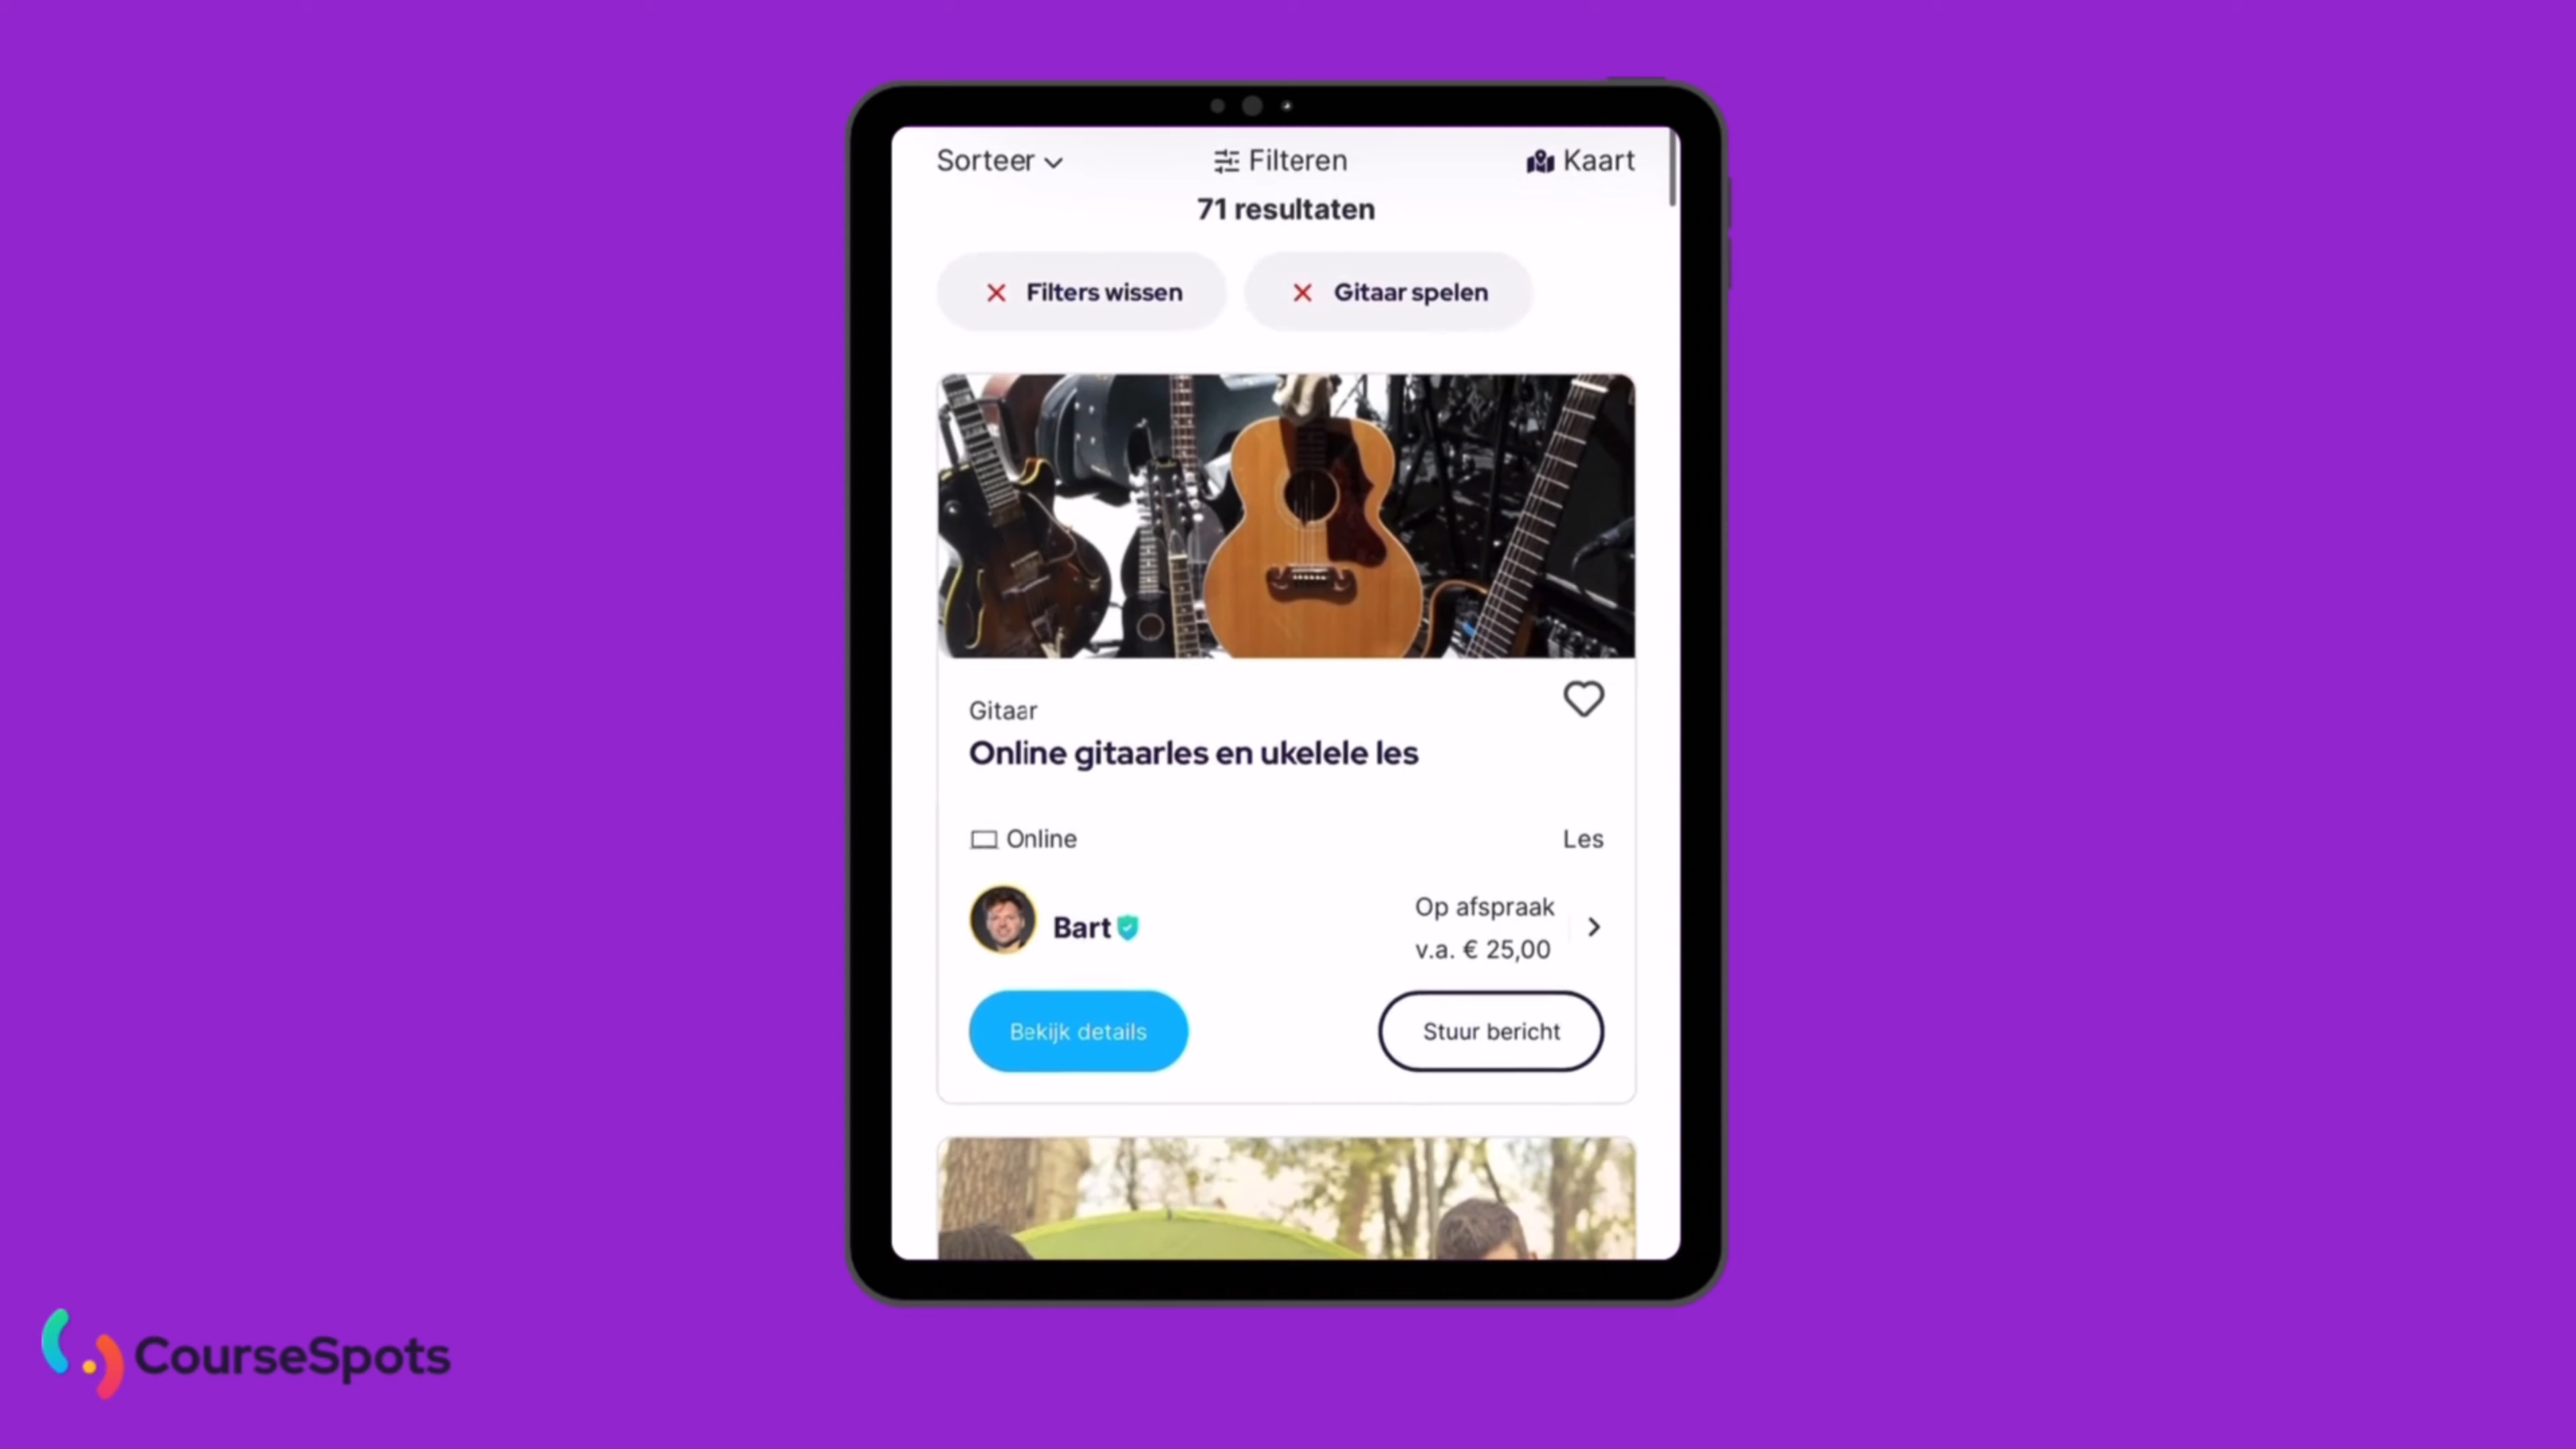 Sorteer
Filteren
Kaart
71 resultaten
Filters wissen
Gitaar spelen
Gitaar
Online gitaarles en ukelele les
Online
Les
Bart
Op afspraak
v.a. € 25,00
Bekijk details
Stuur bericht
CourseSpots